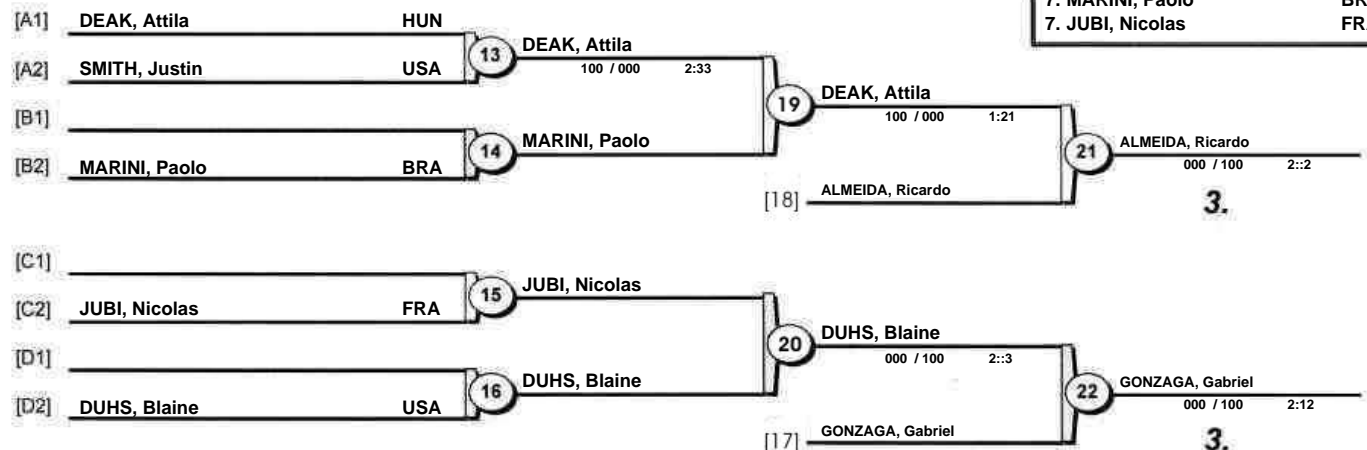 7. MARINI, Paolo BR
7. JUBI, Nicolas FRA
[A1] DEAK, Attila HUN
13 DEAK, Attila
100 / 000 2:33
[A2] SMITH, Justin USA
19 DEAK, Attila
100 / 000 1:21
[B1]
14 MARINI, Paolo
[B2] MARINI, Paolo BRA
21 ALMEIDA, Ricardo
000 / 100 2::2
[18] ALMEIDA, Ricardo
3.
[C1]
15 JUBI, Nicolas
[C2] JUBI, Nicolas FRA
20 DUHS, Blaine
000 / 100 2::3
[D1]
16 DUHS, Blaine
[D2] DUHS, Blaine USA
22 GONZAGA, Gabriel
000 / 100 2:12
[17] GONZAGA, Gabriel
3.